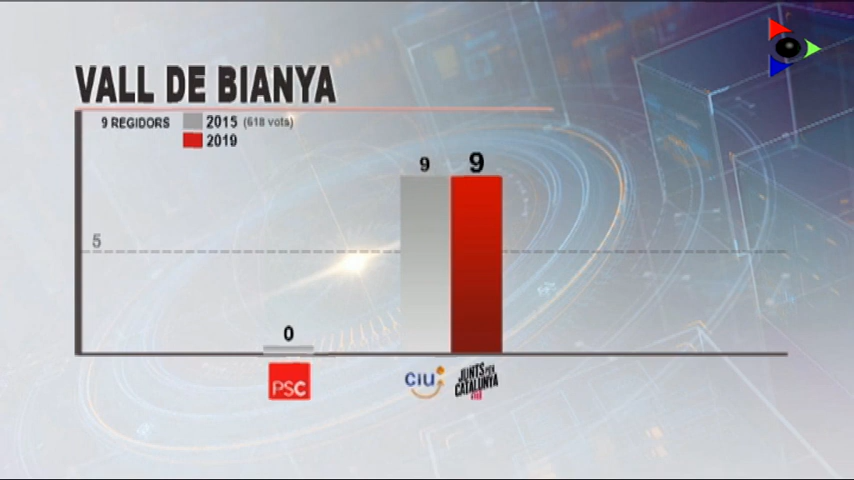 VALL DE BIANYA
9 REGIDORS
2015 (618 vots)
2019
9
9
5
0
PSC
CiU
JUNTS PER
CATALUNYA